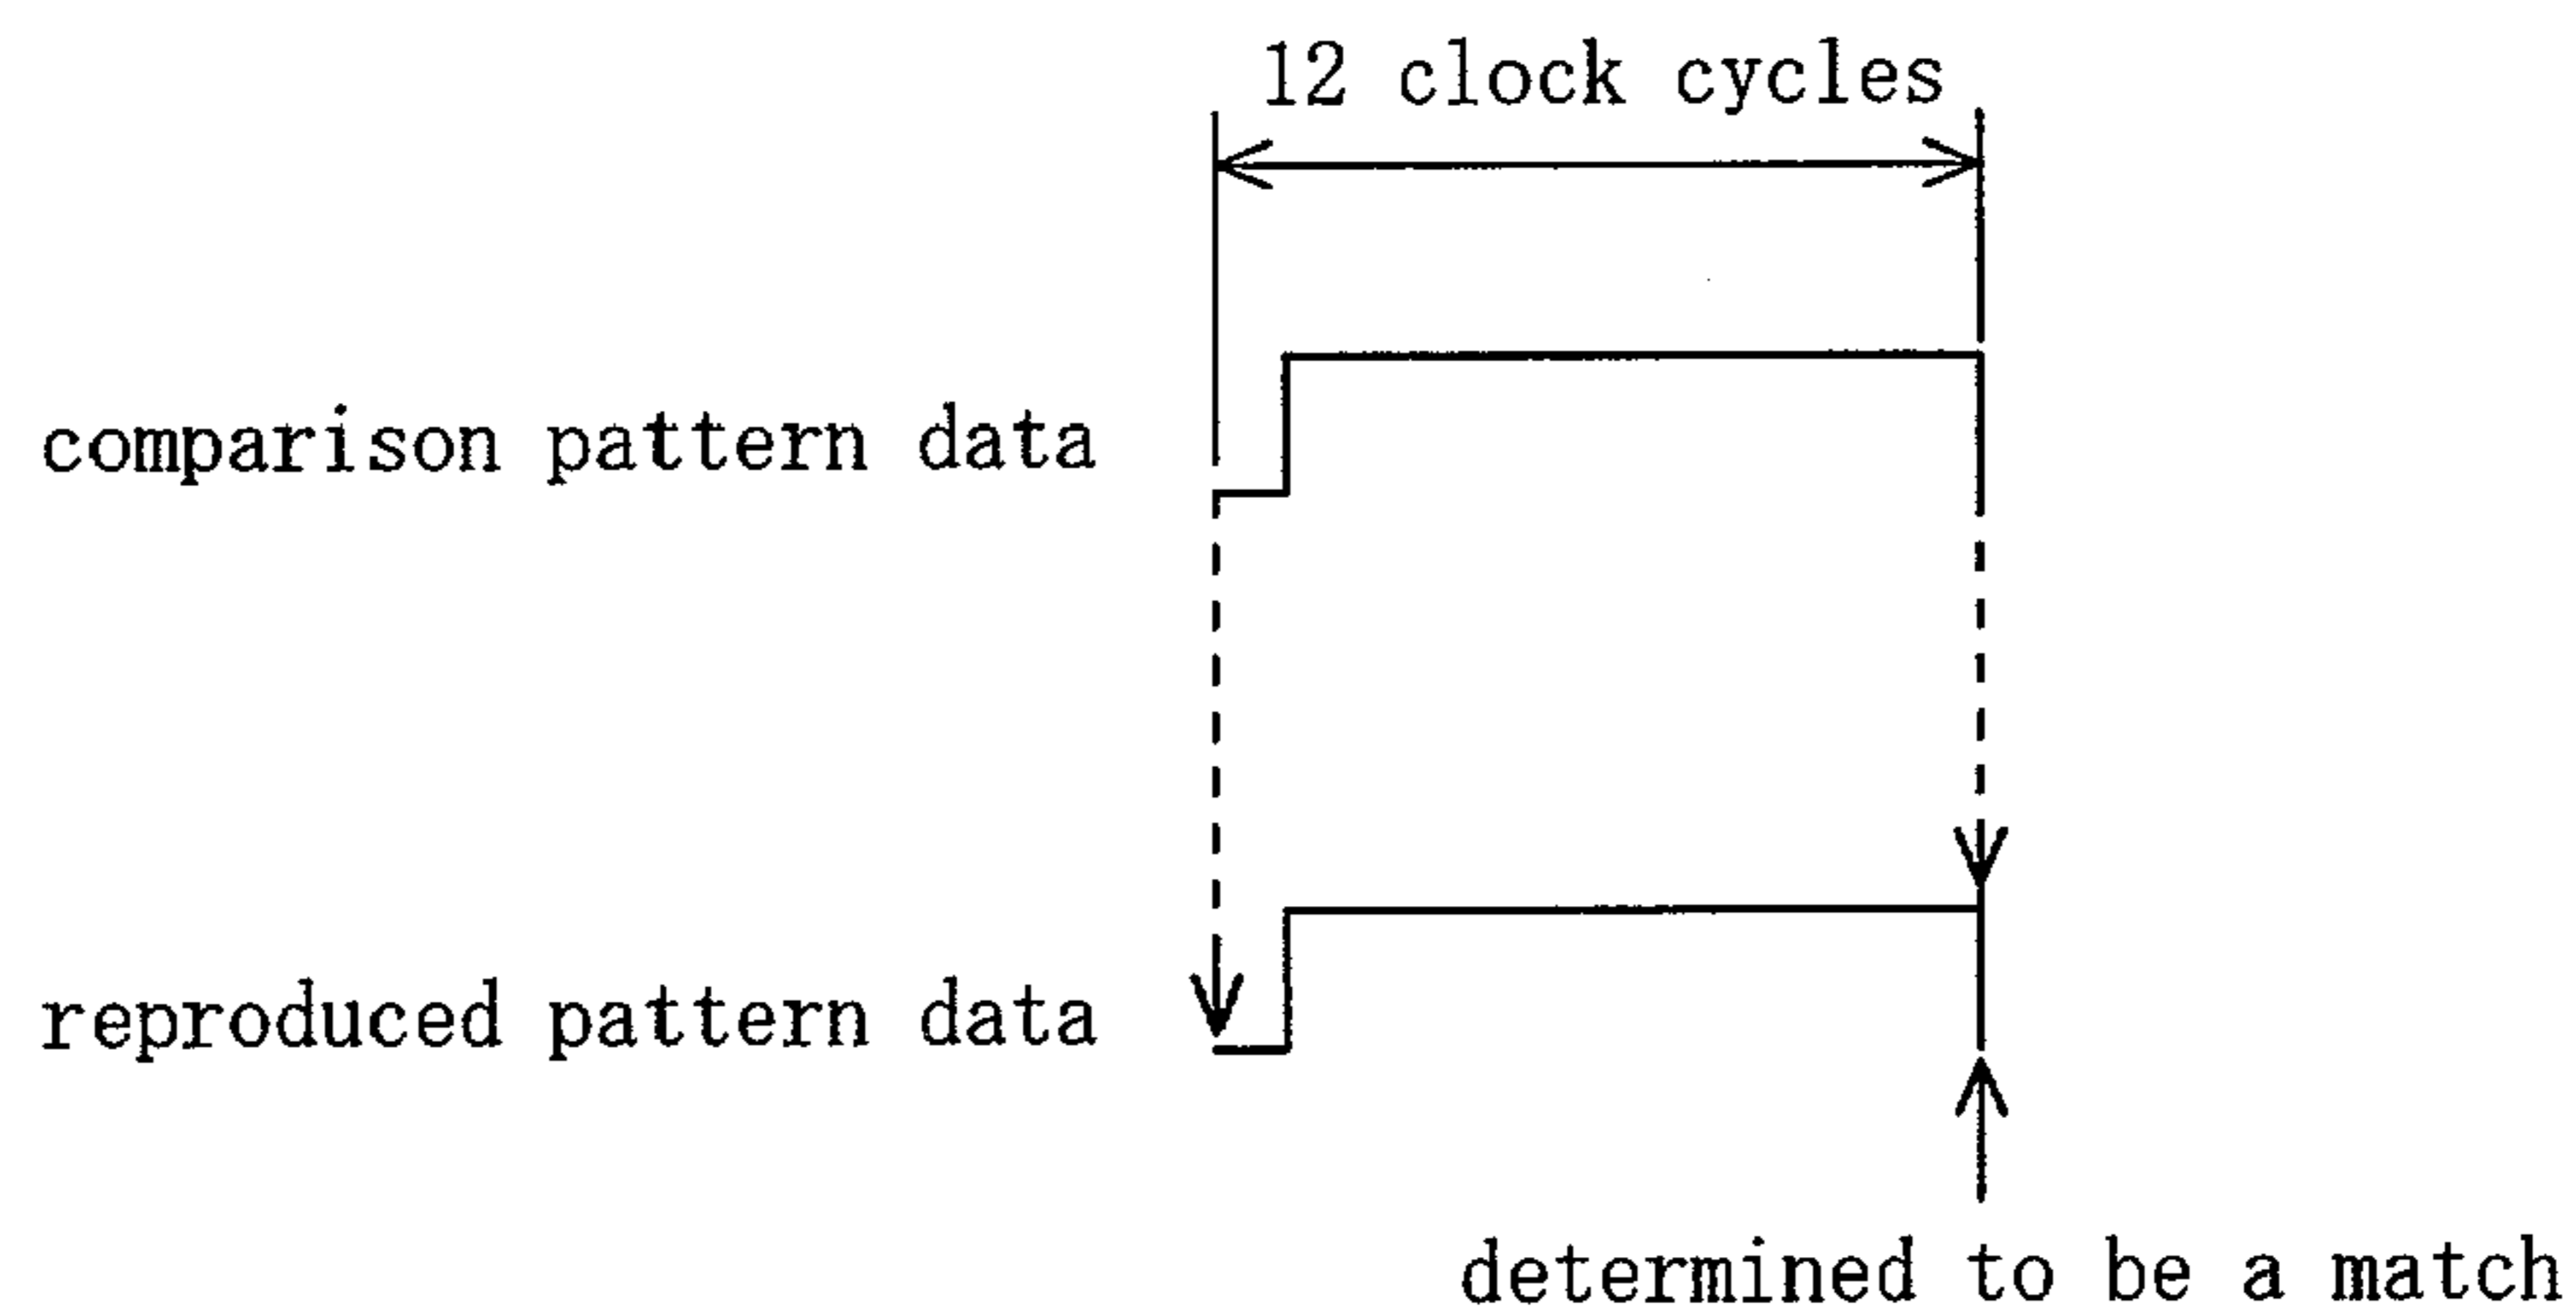 12 clock cycles
comparison pattern data
reproduced pattern data
determined to be a match